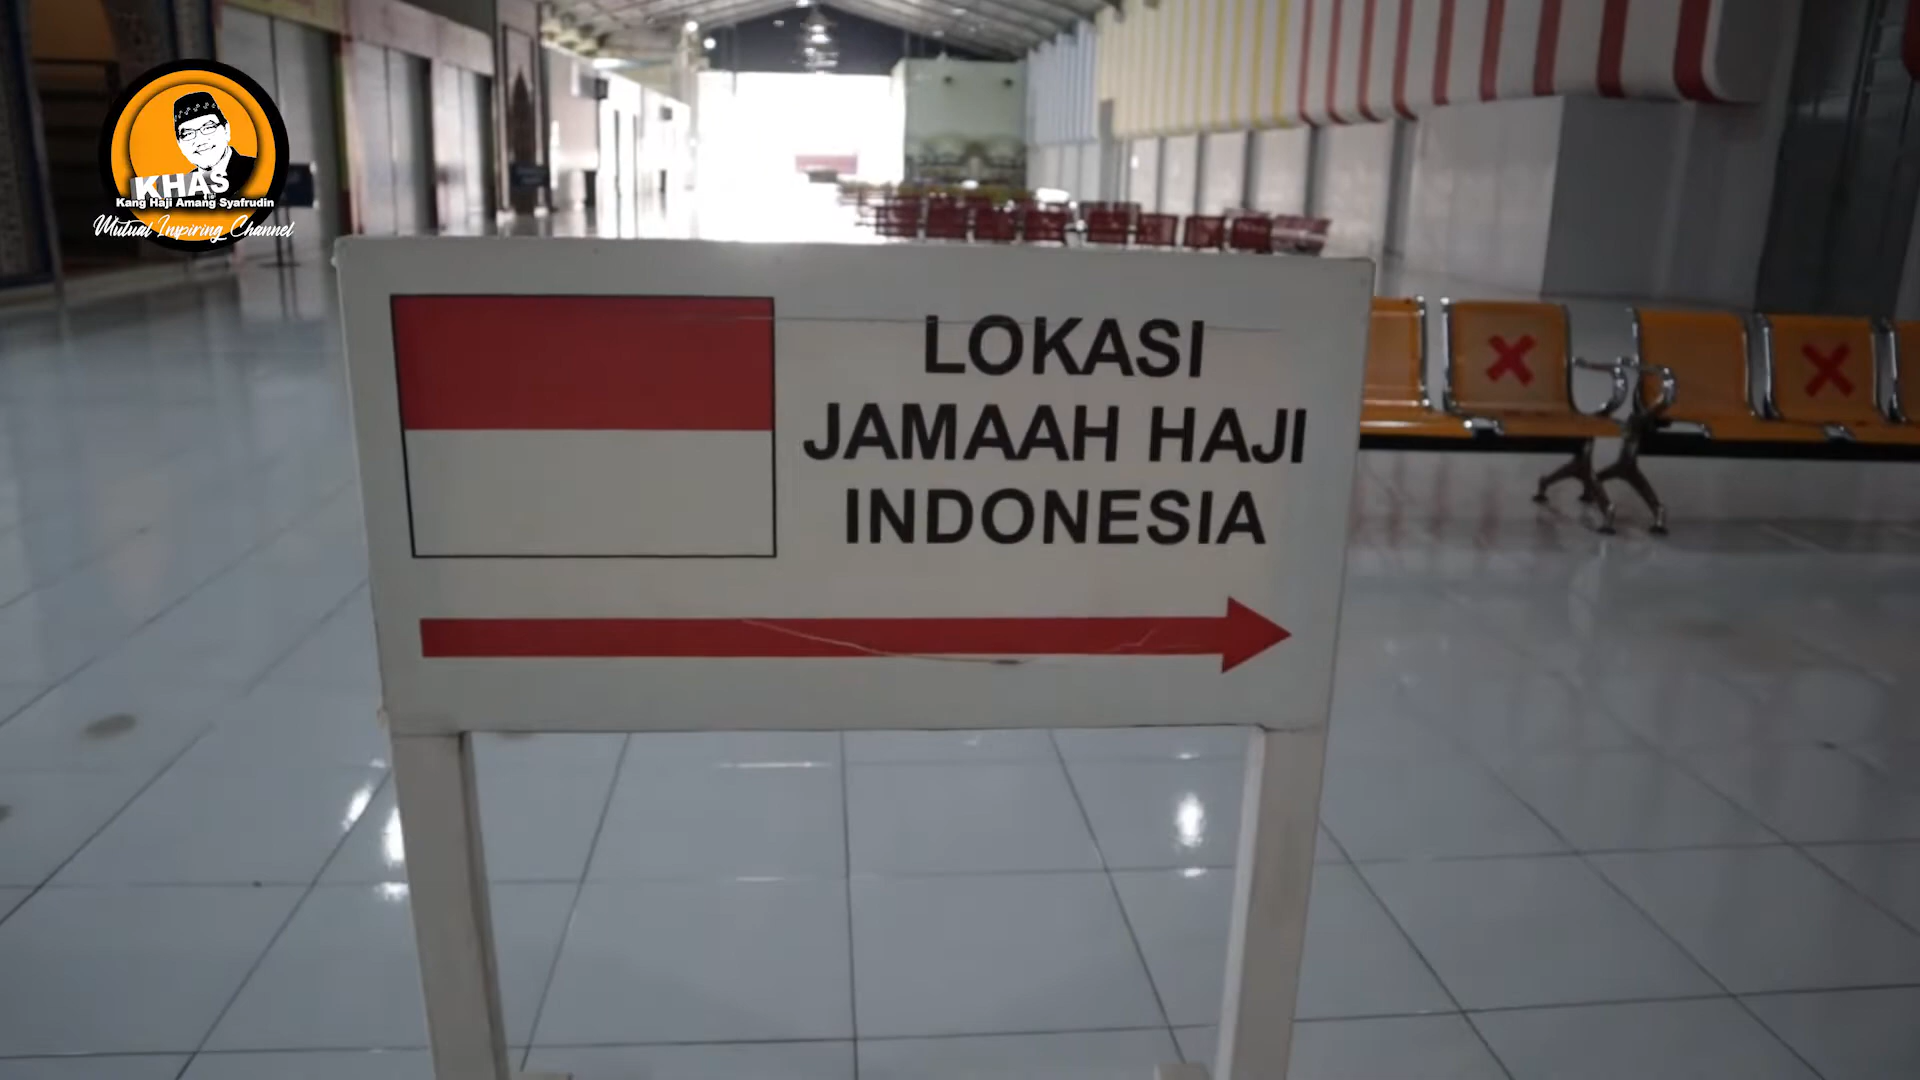 KHAS
Kang Haji Amang Syafrudin
Mutual Inspiring Channel
LOKASI
JAMAAH HAJI
INDONESIA